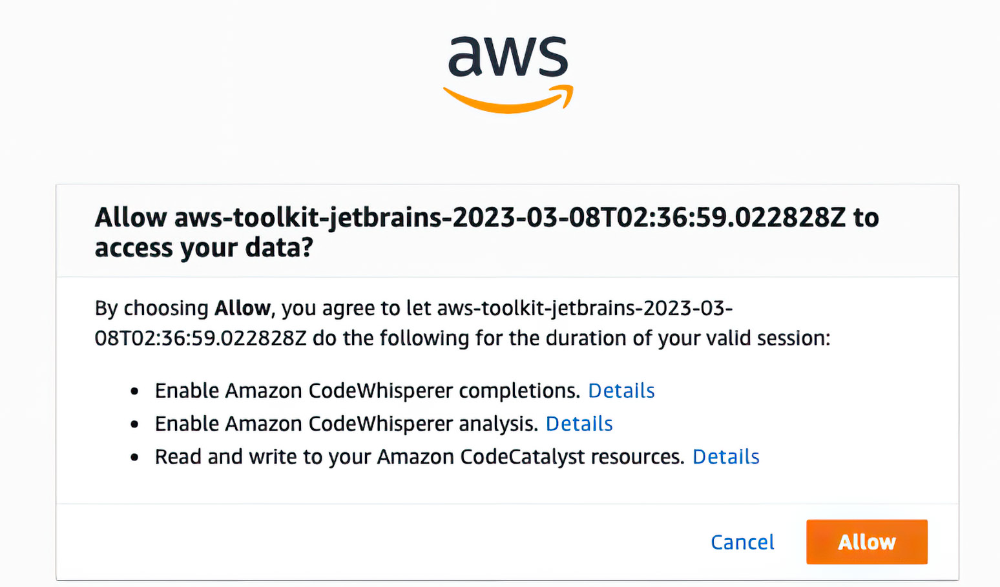 aws
Allow aws-toolkit-jetbrains-2023-03-08T02:36:59.022828Z to
access your data?
By choosing Allow, you agree to let aws-toolkit-jetbrains-2023-03-
08T02:36:59.022828Z do the following for the duration of your valid session:
• Enable Amazon CodeWhisperer completions. Details
• Enable Amazon CodeWhisperer analysis. Details
• Read and write to your Amazon CodeCatalyst resources. Details
Cancel Allow